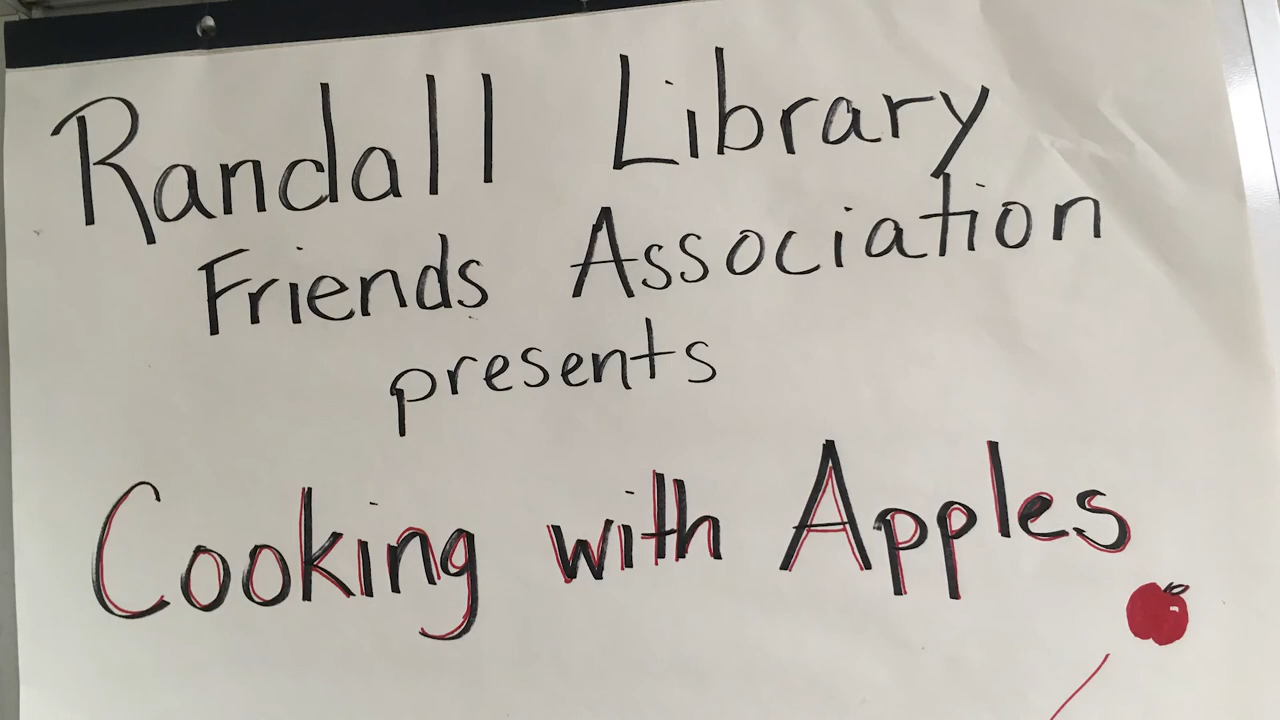 Randall Library
Friends Association
presents
Cooking with Apples